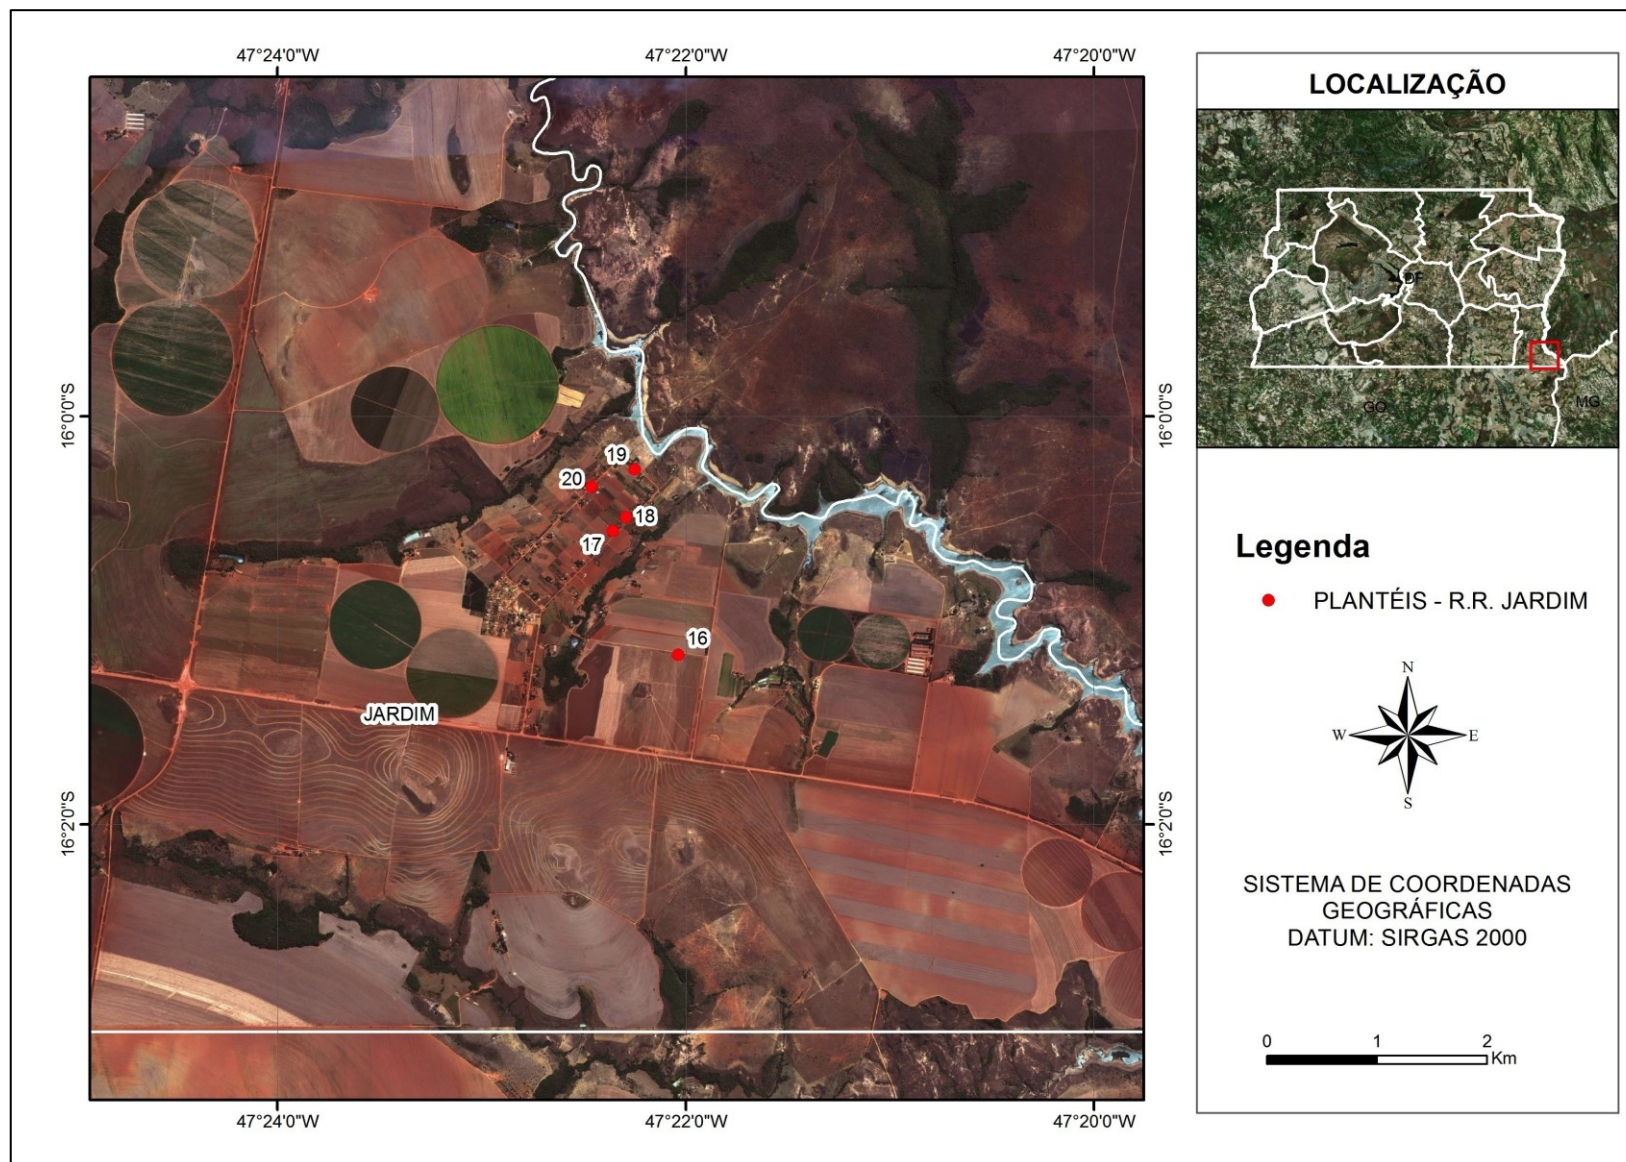 47°24'0"W
47°22'0"W
47°20'0"W
16°0'0"S
16°0'0"S
19
20
18
17
16
JARDIM
16°2'0"S
16°2'0"S
47°24'0"W
47°22'0"W
47°20'0"W
LOCALIZAÇÃO
DF
GO
MG
Legenda
PLANTÉIS - R.R. JARDIM
N
W
E
S
SISTEMA DE COORDENADAS
GEOGRÁFICAS
DATUM: SIRGAS 2000
0 1 2
Km